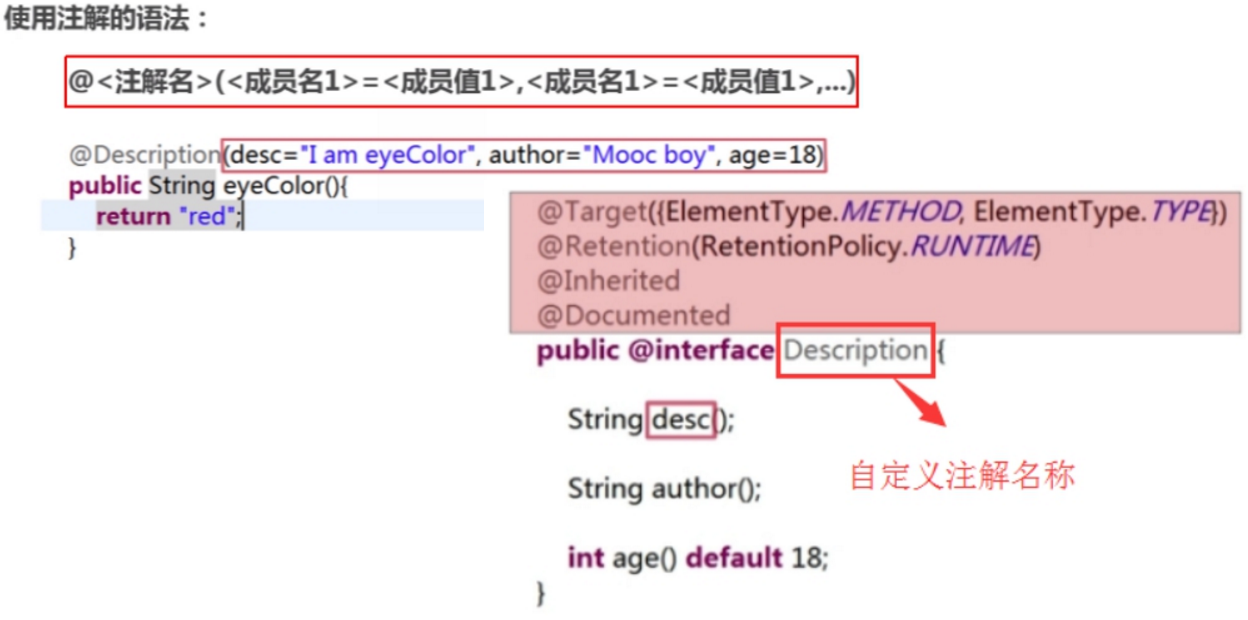 使用注解的语法：
@<注解名>(<成员名1>=<成员值1>,<成员名1>=<成员值1>,...)
@Description(desc="I am eyeColor", author="Mooc boy", age=18)
public String eyeColor(){
return "red";
}
@Target({ElementType.METHOD, ElementType.TYPE})
@Retention(RetentionPolicy.RUNTIME)
@Inherited
@Documented
public @interface Description {
String desc();
自定义注解名称
String author();
int age() default 18;
}